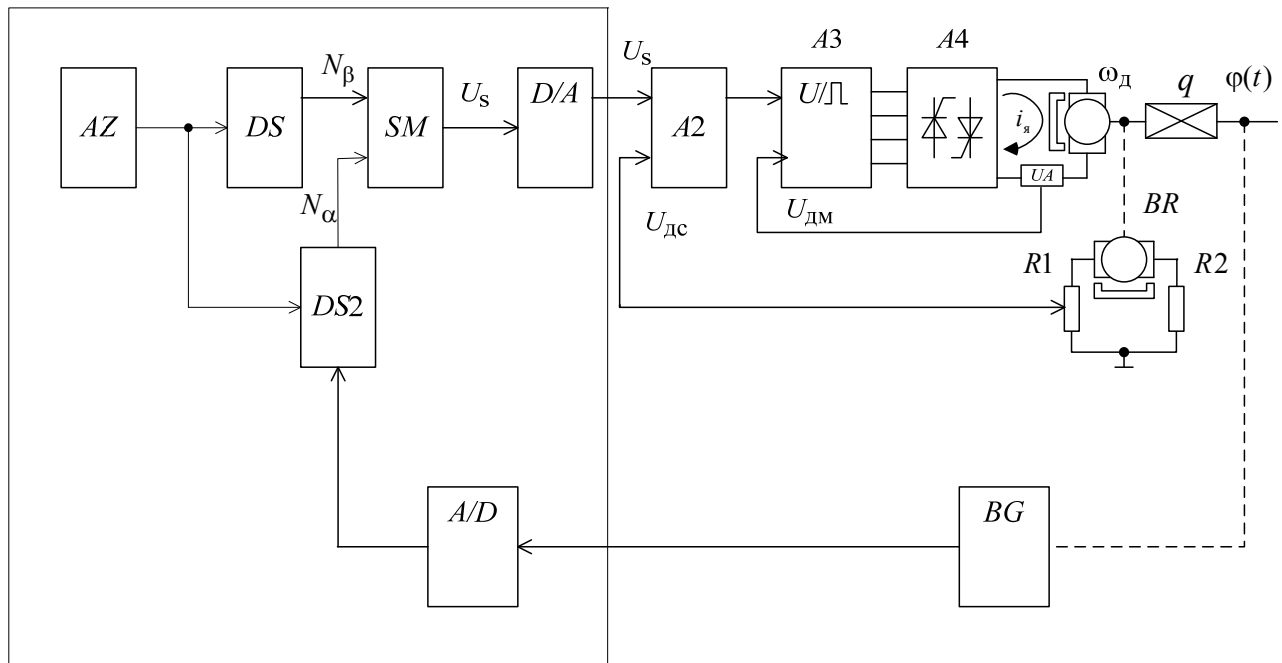 A3
A4
U_s
ω_д
q
φ(t)
N_β
U_s
AZ
DS
SM
D/A
A2
U/
i_я
UA
N_α
U_дс
U_дм
BR
R1
R2
DS2
A/D
BG